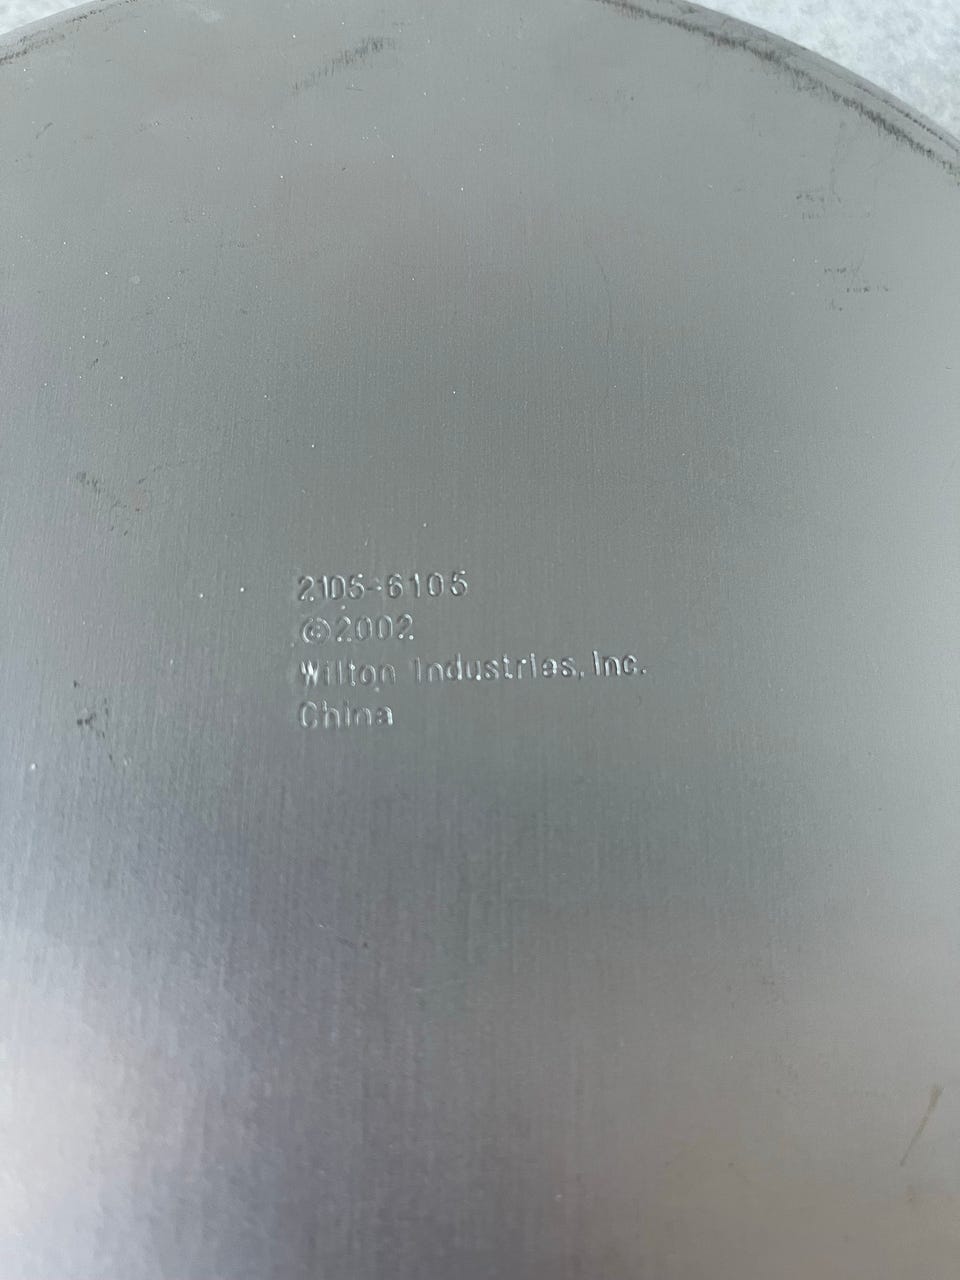 2105-6105
©2002
Wilton Industries, Inc.
China